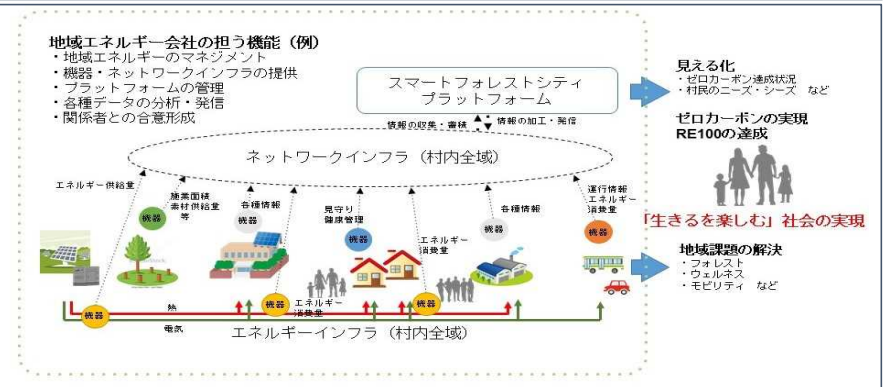 地域エネルギー会社の担う機能（例）
・地域エネルギーのマネジメント
・機器・ネットワークインフラの提供
・プラットフォームの管理
・各種データの分析・発信
・関係者との合意形成
スマートフォレストシティ
プラットフォーム
情報の収集・蓄積
情報の加工・発信
ネットワークインフラ（村内全域）
エネルギー供給量
施業面積
素材供給量
等
機器
各種情報
機器
見守り
健康管理
機器
エネルギー
消費量
各種情報
機器
運行情報
エネルギー
消費量
機器
機器
熱
電気
機器
エネルギー
消費量
機器
エネルギーインフラ（村内全域）
見える化
・ゼロカーボン達成状況
・村民のニーズ・シーズ など
ゼロカーボンの実現
RE100の達成
「生きるを楽しむ」社会の実現
地域課題の解決
・フォレスト
・ウェルネス
・モビリティ など